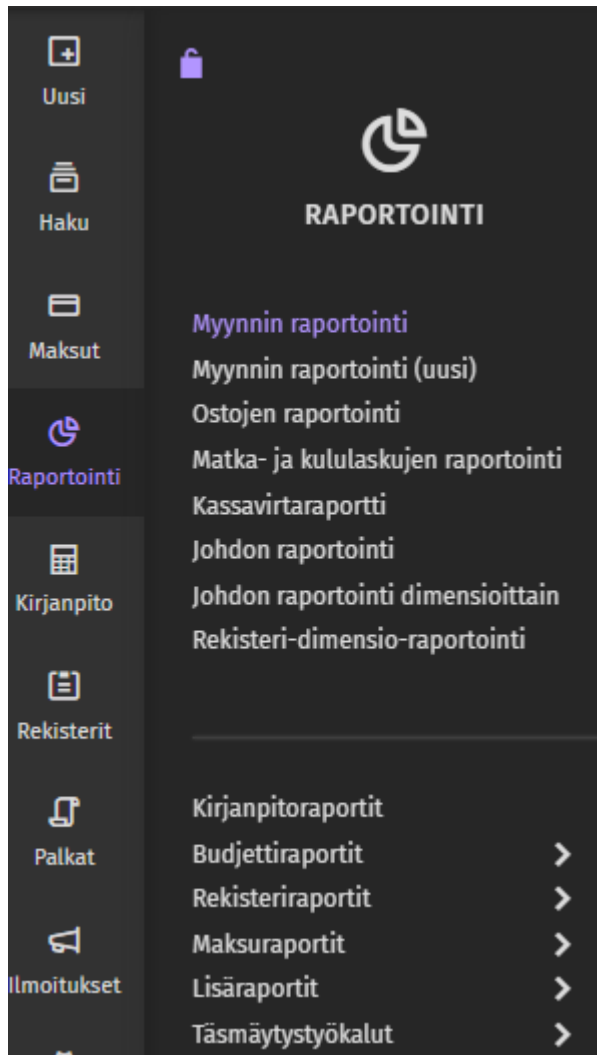 Uusi
Haku
Maksut
Raportointi
Kirjanpito
Rekisterit
Palkat
Ilmoitukset
RAPORTOINTI
Myynnin raportointi
Myynnin raportointi (uusi)
Ostojen raportointi
Matka- ja kululaskujen raportointi
Kassavirtaraportti
Johdon raportointi
Johdon raportointi dimensioittain
Rekisteri-dimensio-raportointi
Kirjanpitoraportit
Budjettiraportit
Rekisteriraportit
Maksuraportit
Lisäraportit
Täsmäytystyökalut